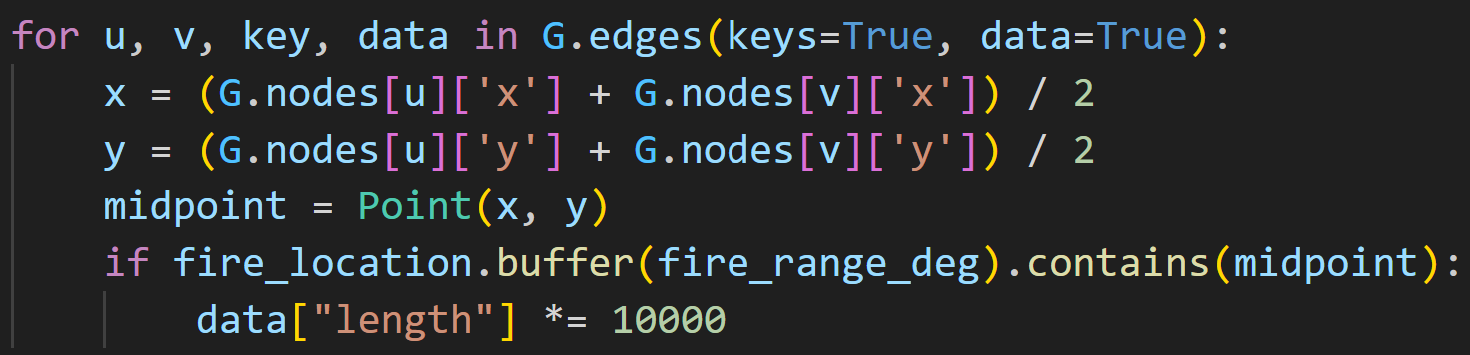 for u, v, key, data in G.edges(keys=True, data=True):
    x = (G.nodes[u]['x'] + G.nodes[v]['x']) / 2
    y = (G.nodes[u]['y'] + G.nodes[v]['y']) / 2
    midpoint = Point(x, y)
    if fire_location.buffer(fire_range_deg).contains(midpoint):
        data["length"] *= 10000